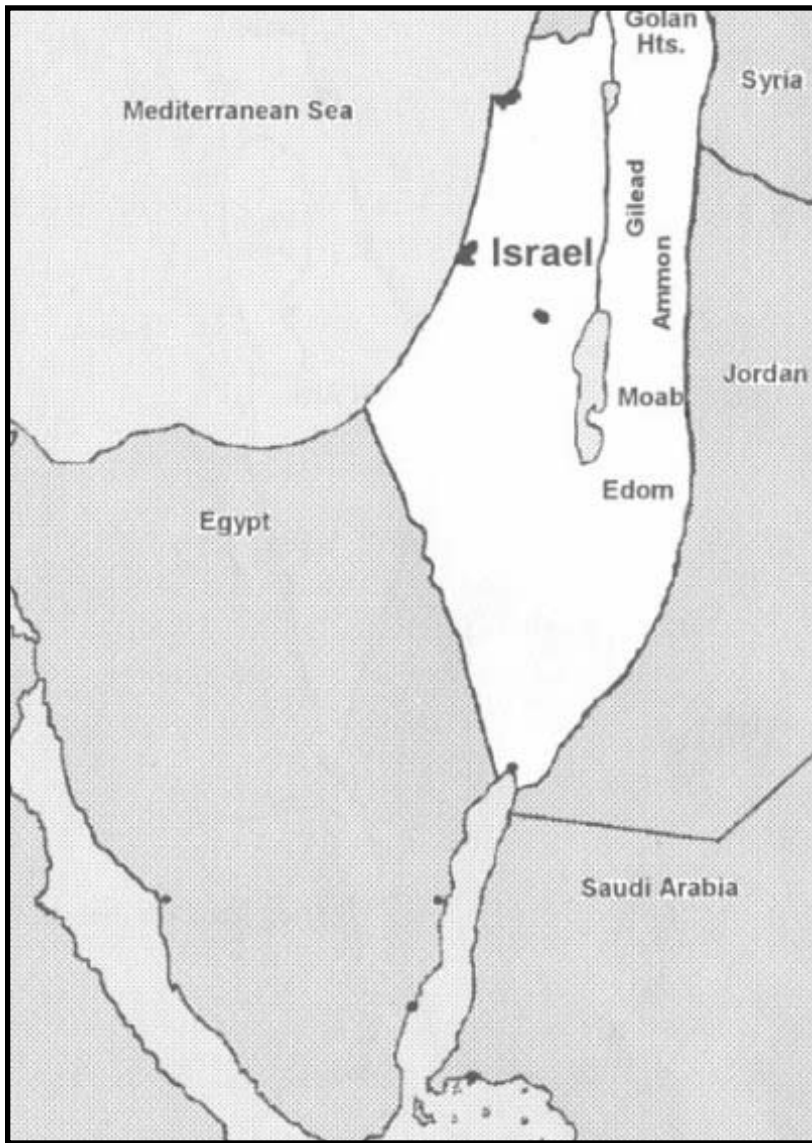 Golan
Hts.
Syria
Mediterranean Sea
Gilead
Israel
Ammon
Jordan
Moab
Edom
Egypt
Saudi Arabia